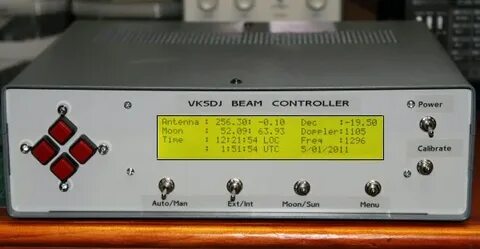 VK5DJ BEAM CONTROLLER
Antenna : 256.30: -0.10 Dec :-19.50
Moon : 52.09: 63.93 Doppler:1105
Time : 12:21:54 LOC Freq :1296
: 1:51:54 UTC 5/01/2011
Power
Calibrate
Auto/Man Ext/Int Moon/Sun Menu